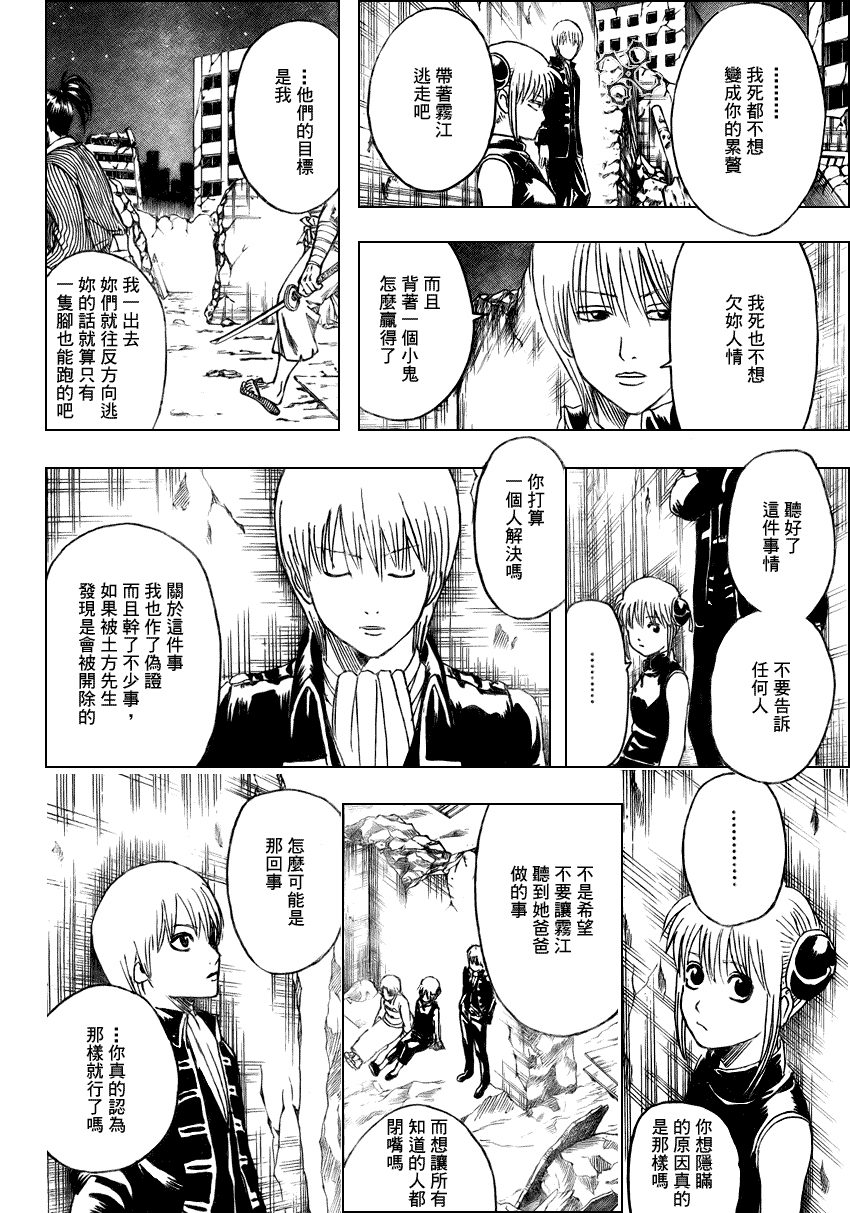 ………
我死都不想
變成你的累贅
帶著霧江
逃走吧
我死也不想
欠妳人情
而且
背著一個小鬼
怎麼贏得了
…他們的目標
是我
我一出去
妳們就往反方向逃
妳的話就算只有
一隻腳也能跑的吧
聽好了
這件事情
不要告訴
任何人
………
你打算
一個人解決嗎
關於這件事
我也作了偽證
而且幹了不少事，
如果被土方先生
發現是會被開除的
………
你想隱瞞
的原因真的
是那樣嗎
不是希望
不要讓霧江
聽到她爸爸
做的事
而想讓所有
知道的人都
閉嘴嗎
怎麼可能是
那回事
…你真的認為
那樣就行了嗎